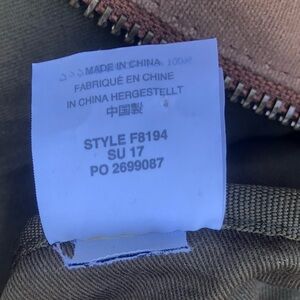 MADE IN CHINA
FABRIQUÉ EN CHINE
IN CHINA HERGESTELLT
中国製
STYLE F8194
SU 17
PO 2699087